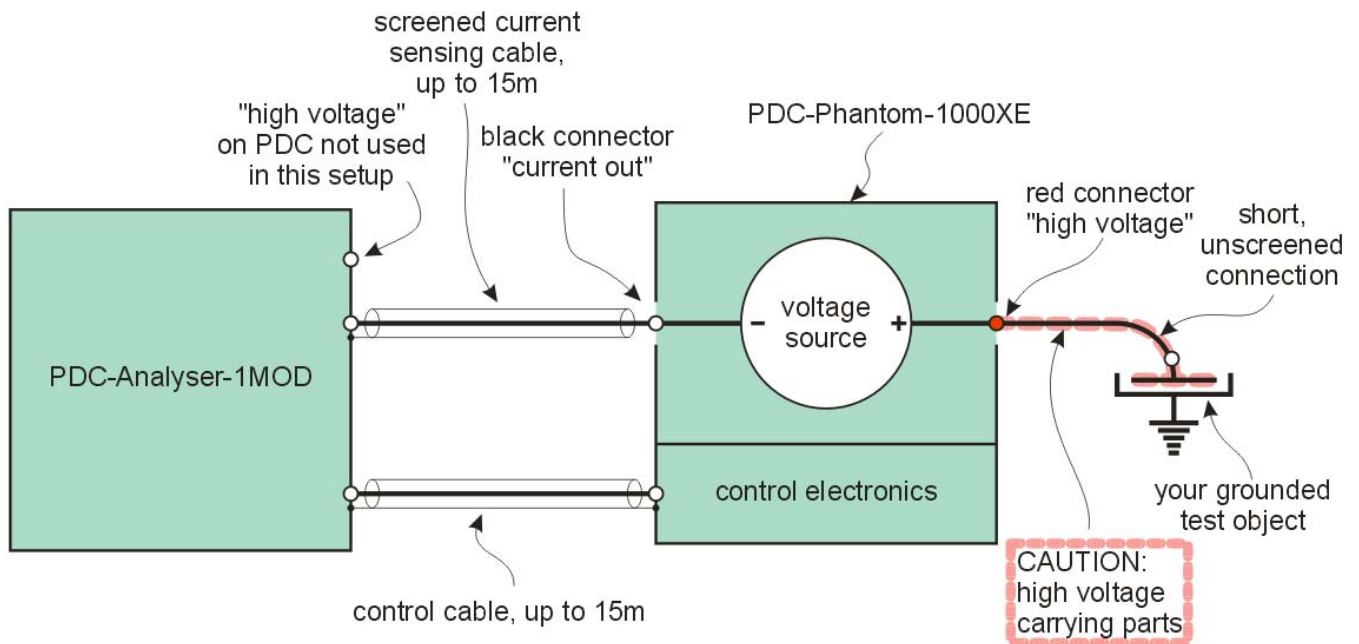 screened current
sensing cable,
up to 15m
"high voltage"
on PDC not used
in this setup
black connector
"current out"
PDC-Phantom-1000XE
red connector
"high voltage"
short,
unscreened
connection
PDC-Analyser-1MOD
-
voltage
source
+
control electronics
your grounded
test object
control cable, up to 15m
CAUTION:
high voltage
carrying parts